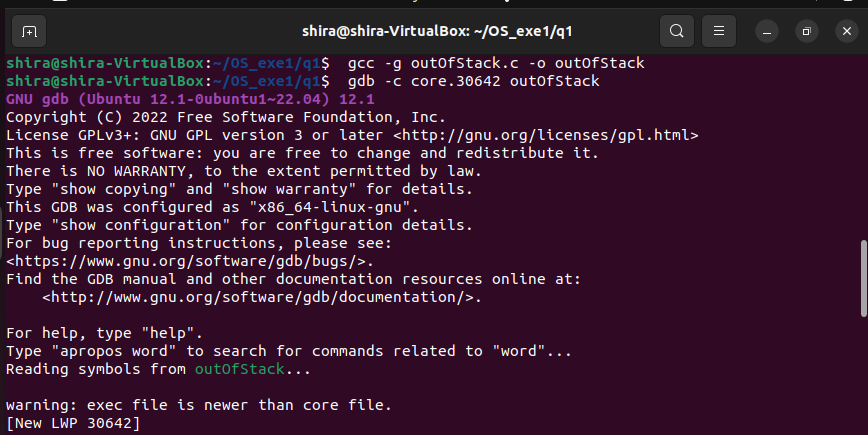 shira@shira-VirtualBox: ~/OS_exe1/q1
shira@shira-VirtualBox:~/OS_exe1/q1$  gcc -g outOfStack.c -o outOfStack
shira@shira-VirtualBox:~/OS_exe1/q1$  gdb -c core.30642 outOfStack
GNU gdb (Ubuntu 12.1-0ubuntu1~22.04) 12.1
Copyright (C) 2022 Free Software Foundation, Inc.
License GPLv3+: GNU GPL version 3 or later <http://gnu.org/licenses/gpl.html>
This is free software: you are free to change and redistribute it.
There is NO WARRANTY, to the extent permitted by law.
Type "show copying" and "show warranty" for details.
This GDB was configured as "x86_64-linux-gnu".
Type "show configuration" for configuration details.
For bug reporting instructions, please see:
<https://www.gnu.org/software/gdb/bugs/>.
Find the GDB manual and other documentation resources online at:
    <http://www.gnu.org/software/gdb/documentation/>.

For help, type "help".
Type "apropos word" to search for commands related to "word"...
Reading symbols from outOfStack...

warning: exec file is newer than core file.
[New LWP 30642]